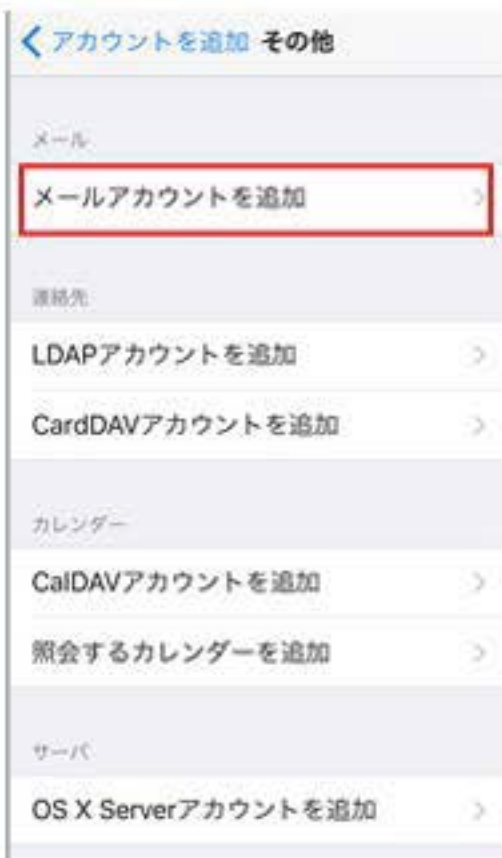 アカウントを追加 その他
メール
メールアカウントを追加
連絡先
LDAPアカウントを追加
CardDAVアカウントを追加
カレンダー
CalDAVアカウントを追加
照会するカレンダーを追加
サーバ
OS X Serverアカウントを追加